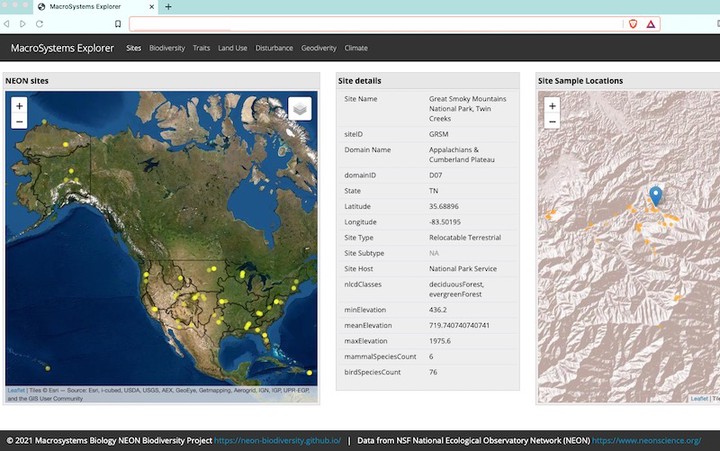 MacroSystems Explorer
MacroSystems Explorer Sites Biodiversity Traits Land Use Disturbance Geodiverity Climate
NEON sites
+
−
Leaflet | Tiles © Esri — Source: Esri, i-cubed, USDA, USGS, AEX, GeoEye, Getmapping, Aerogrid, IGN, IGP, UPR-EGP, and the GIS User Community
Site details
Site Name Great Smoky Mountains
National Park, Twin
Creeks
siteID GRSM
Domain Name Appalachians &
Cumberland Plateau
domainID D07
State TN
Latitude 35.68896
Longitude -83.50195
Site Type Relocatable Terrestrial
Site Subtype NA
Site Host National Park Service
nlcdClasses deciduousForest,
evergreenForest
minElevation 436.2
meanElevation 719.740740740741
maxElevation 1975.6
mammalSpeciesCount 6
birdSpeciesCount 76
Site Sample Locations
+
−
Leaflet | Tile
© 2021 Macrosystems Biology NEON Biodiversity Project https://neon-biodiversity.github.io/ | Data from NSF National Ecological Observatory Network (NEON) https://www.neonscience.org/